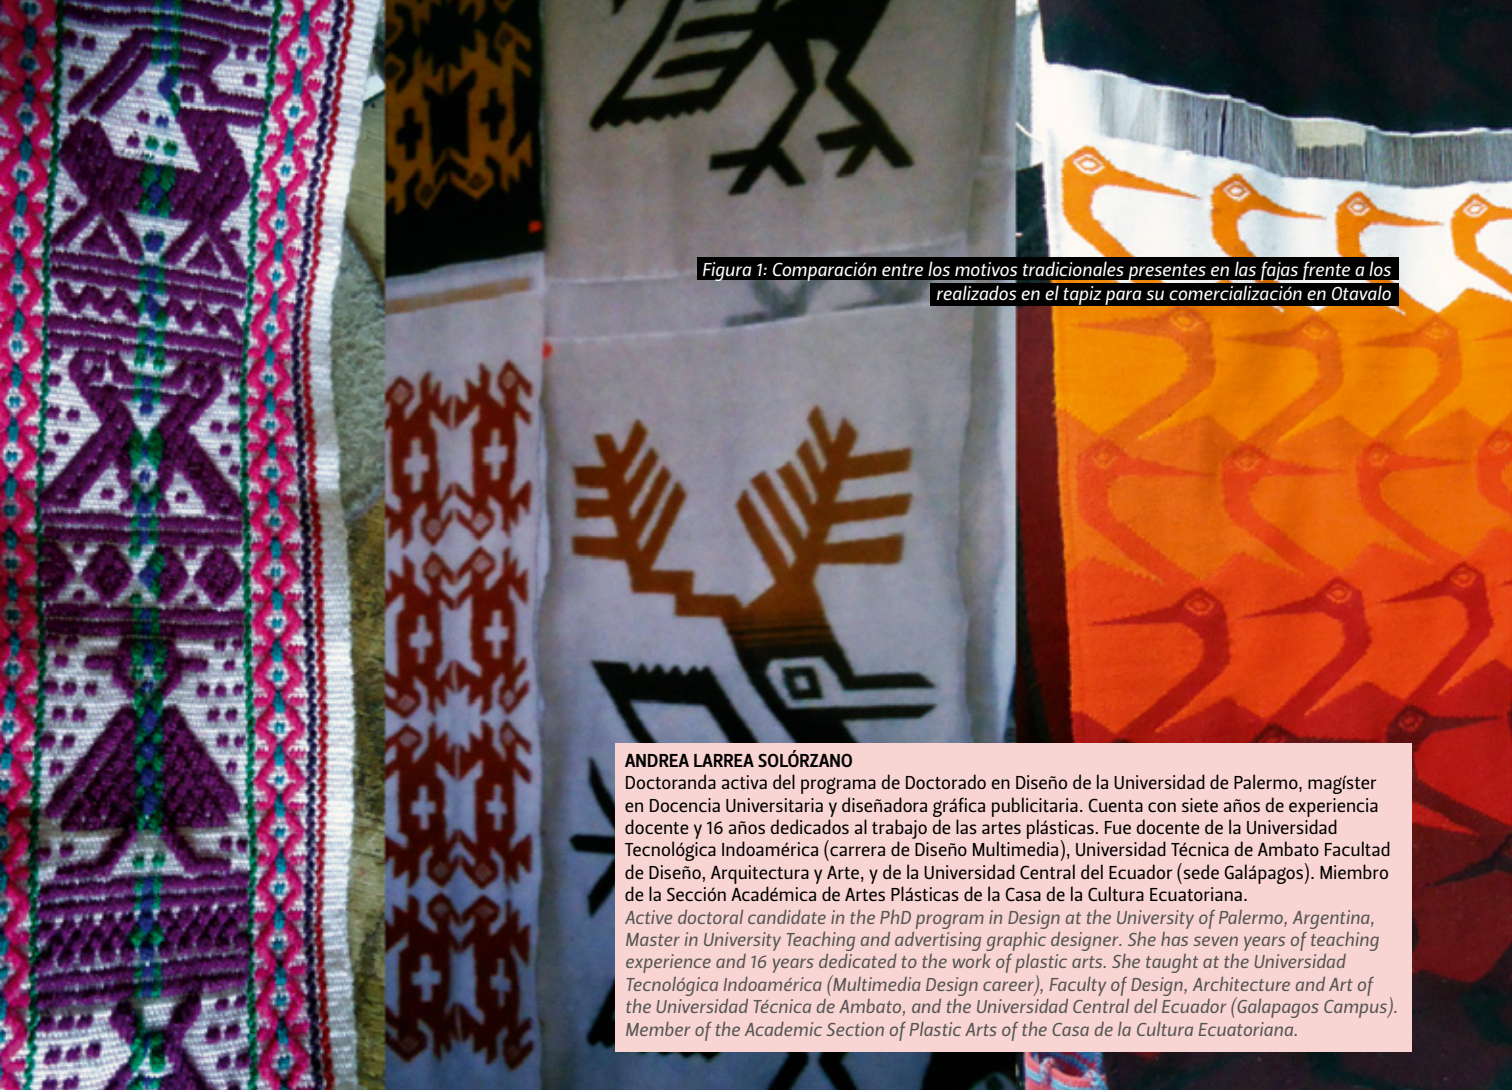 Figura 1: Comparación entre los motivos tradicionales presentes en las fajas frente a los
realizados en el tapiz para su comercialización en Otavalo
ANDREA LARREA SOLÓRZANO
Doctoranda activa del programa de Doctorado en Diseño de la Universidad de Palermo, magíster
en Docencia Universitaria y diseñadora gráfica publicitaria. Cuenta con siete años de experiencia
docente y 16 años dedicados al trabajo de las artes plásticas. Fue docente de la Universidad
Tecnológica Indoamérica (carrera de Diseño Multimedia), Universidad Técnica de Ambato Facultad
de Diseño, Arquitectura y Arte, y de la Universidad Central del Ecuador (sede Galápagos). Miembro
de la Sección Académica de Artes Plásticas de la Casa de la Cultura Ecuatoriana.
Active doctoral candidate in the PhD program in Design at the University of Palermo, Argentina,
Master in University Teaching and advertising graphic designer. She has seven years of teaching
experience and 16 years dedicated to the work of plastic arts. She taught at the Universidad
Tecnológica Indoamérica (Multimedia Design career), Faculty of Design, Architecture and Art of
the Universidad Técnica de Ambato, and the Universidad Central del Ecuador (Galapagos Campus).
Member of the Academic Section of Plastic Arts of the Casa de la Cultura Ecuatoriana.